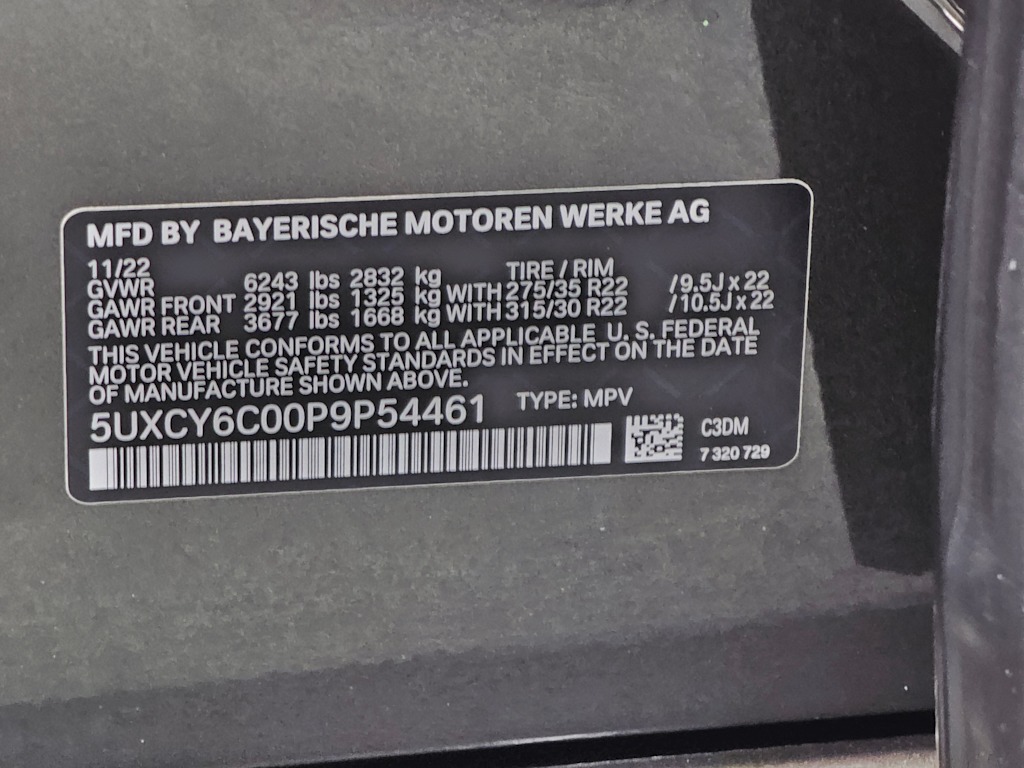 MFD BY BAYERISCHE MOTOREN WERKE AG
11/22 TIRE / RIM
GVWR 6243 lbs 2832 kg
GAWR FRONT 2921 lbs 1325 kg WITH 275/35 R22 /9.5J x 22
GAWR REAR 3677 lbs 1668 kg WITH 315/30 R22 /10.5J x 22
THIS VEHICLE CONFORMS TO ALL APPLICABLE U. S. FEDERAL
MOTOR VEHICLE SAFETY STANDARDS IN EFFECT ON THE DATE
OF MANUFACTURE SHOWN ABOVE.
5UXCY6C00P9P54461 TYPE: MPV
C3DM
7 320 729